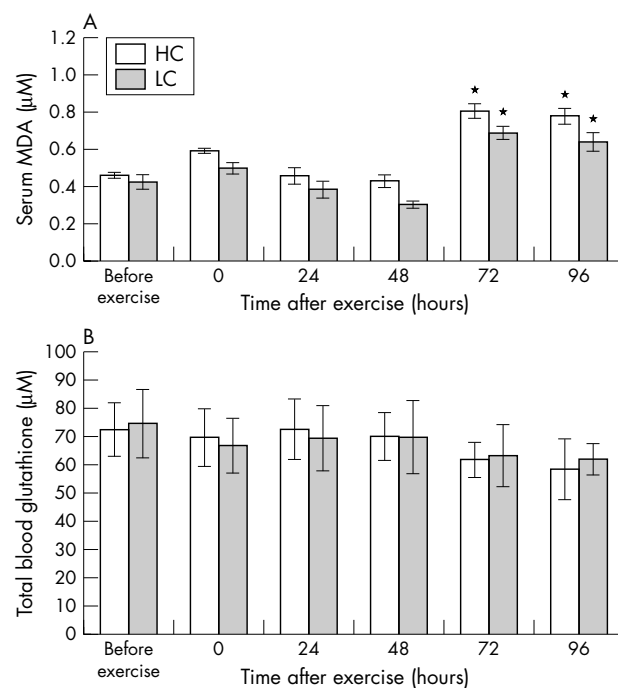 A
1.2
1.0
0.8
0.6
0.4
0.2
0.0
Serum MDA (μM)
HC
LC
★ ★ ★ ★
Before exercise
0 24 48 72 96
Time after exercise (hours)
B
100
90
80
70
60
50
40
30
20
10
0
Total blood glutathione (μM)
Before exercise
0 24 48 72 96
Time after exercise (hours)